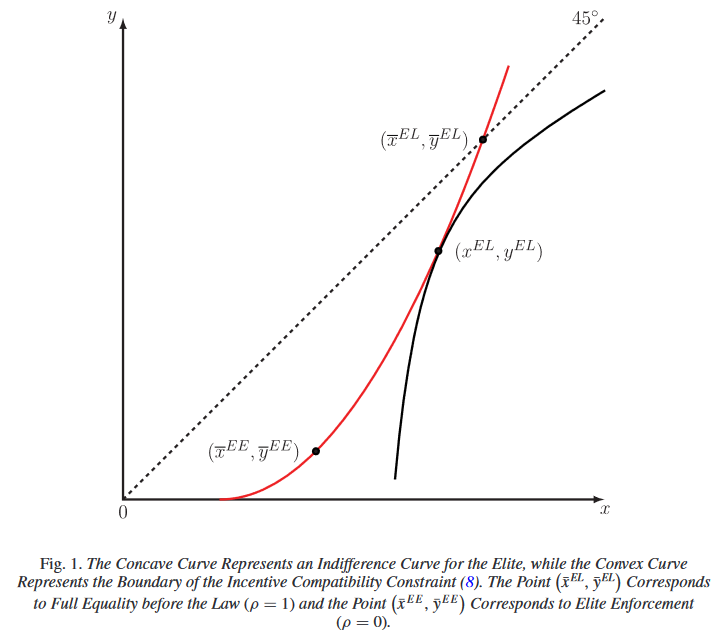 y
45°
(x̅^EL, y̅^EL)
(x^EL, y^EL)
(x̅^EE, y̅^EE)
0
x
Fig. 1. The Concave Curve Represents an Indifference Curve for the Elite, while the Convex Curve
Represents the Boundary of the Incentive Compatibility Constraint (8). The Point (x̄^EL, ȳ^EL) Corresponds
to Full Equality before the Law (ρ = 1) and the Point (x̄^EE, ȳ^EE) Corresponds to Elite Enforcement
(ρ = 0).